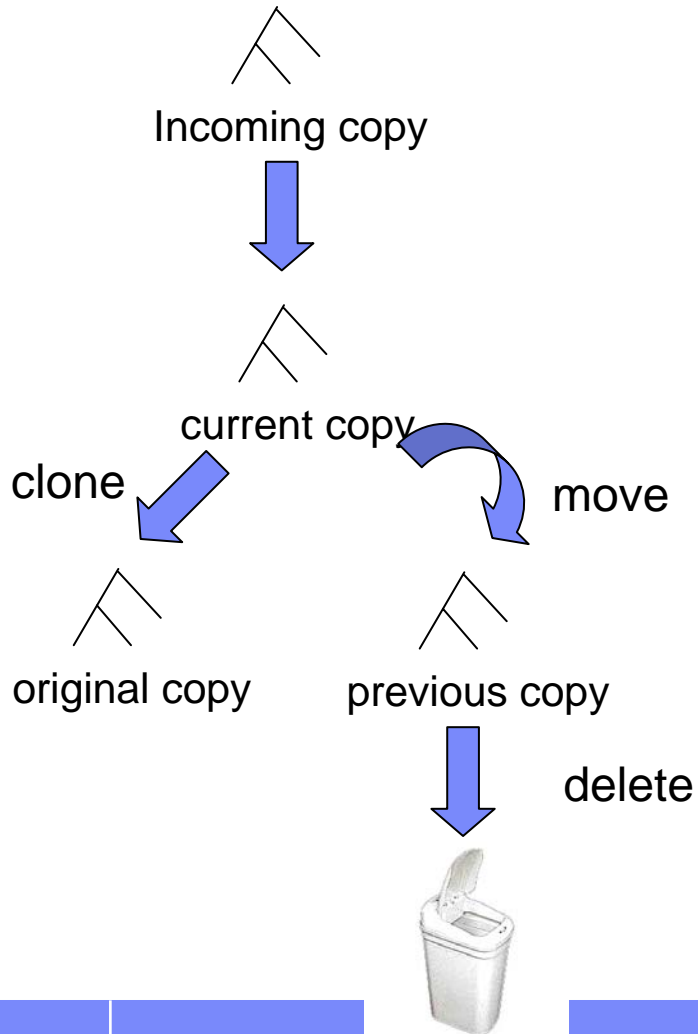 Incoming copy
current copy
clone
move
original copy
previous copy
delete